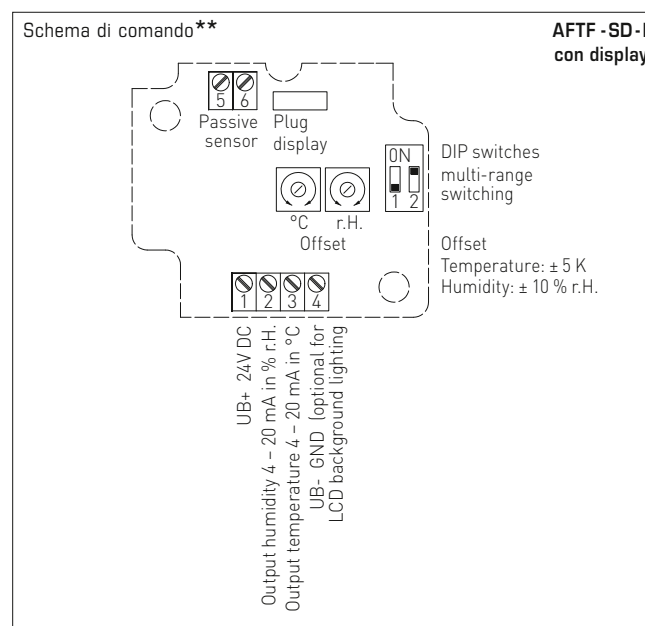 Schema di comando**
AFTF - SD - I
con display
5 6
Passive sensor
Plug display
ON
1 2
DIP switches
multi-range
switching
°C r.H.
Offset
Offset
Temperature: ± 5 K
Humidity: ± 10 % r.H.
1 2 3 4
UB+ 24V DC
Output humidity 4 – 20 mA in % r.H.
Output temperature 4 – 20 mA in °C
UB- GND (optional for
LCD background lighting